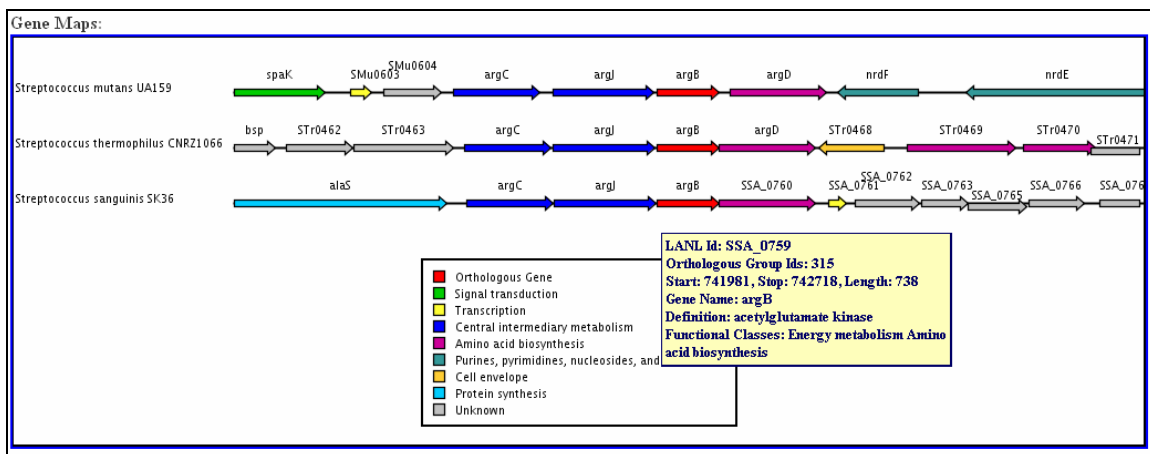 Gene Maps:
spaK SMu0603 SMu0604 argC argJ argB argD nrdF nrdE
Streptococcus mutans UA159
bsp STr0462 STr0463 argC argJ argB argD STr0468 STr0469 STr0470 STr0471
Streptococcus thermophilus CNRZ1066
alaS argC argJ argB SSA_0760 SSA_0761 SSA_0762 SSA_0763 SSA_0765 SSA_0766 SSA_076
Streptococcus sanguinis SK36
LANL Id: SSA_0759
Orthologous Group Ids: 315
Start: 741981, Stop: 742718, Length: 738
Gene Name: argB
Definition: acetylglutamate kinase
Functional Classes: Energy metabolism Amino
acid biosynthesis
Orthologous Gene
Signal transduction
Transcription
Central intermediary metabolism
Amino acid biosynthesis
Purines, pyrimidines, nucleosides, and
Cell envelope
Protein synthesis
Unknown